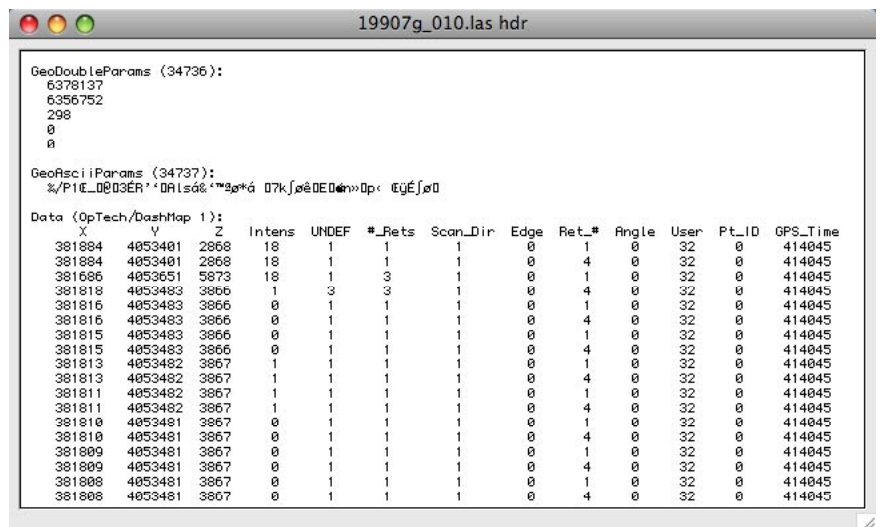 19907g_010.las hdr
GeoDoubleParams (34736):
6378137
6356752
298
0
0
GeoAsciiParams (34737):
Data (OpTech/DashMap 1):
X Y Z Intens UNDEF #_Rets Scan_Dir Edge Ret_# Angle User Pt_ID GPS_Time
381884 4053401 2868 18 1 1 1 0 1 0 32 0 414045
381884 4053401 2868 18 1 1 1 0 4 0 32 0 414045
381686 4053651 5873 18 1 3 1 0 1 0 32 0 414045
381818 4053483 3866 1 3 3 1 0 4 0 32 0 414045
381816 4053483 3866 0 1 1 1 0 1 0 32 0 414045
381816 4053483 3866 0 1 1 1 0 4 0 32 0 414045
381815 4053483 3866 0 1 1 1 0 1 0 32 0 414045
381815 4053483 3866 0 1 1 1 0 4 0 32 0 414045
381813 4053482 3867 1 1 1 1 0 1 0 32 0 414045
381813 4053482 3867 1 1 1 1 0 4 0 32 0 414045
381811 4053482 3867 1 1 1 1 0 1 0 32 0 414045
381811 4053482 3867 1 1 1 1 0 4 0 32 0 414045
381810 4053481 3867 0 1 1 1 0 1 0 32 0 414045
381810 4053481 3867 0 1 1 1 0 4 0 32 0 414045
381809 4053481 3867 0 1 1 1 0 1 0 32 0 414045
381809 4053481 3867 0 1 1 1 0 4 0 32 0 414045
381808 4053481 3867 0 1 1 1 0 1 0 32 0 414045
381808 4053481 3867 0 1 1 1 0 4 0 32 0 414045